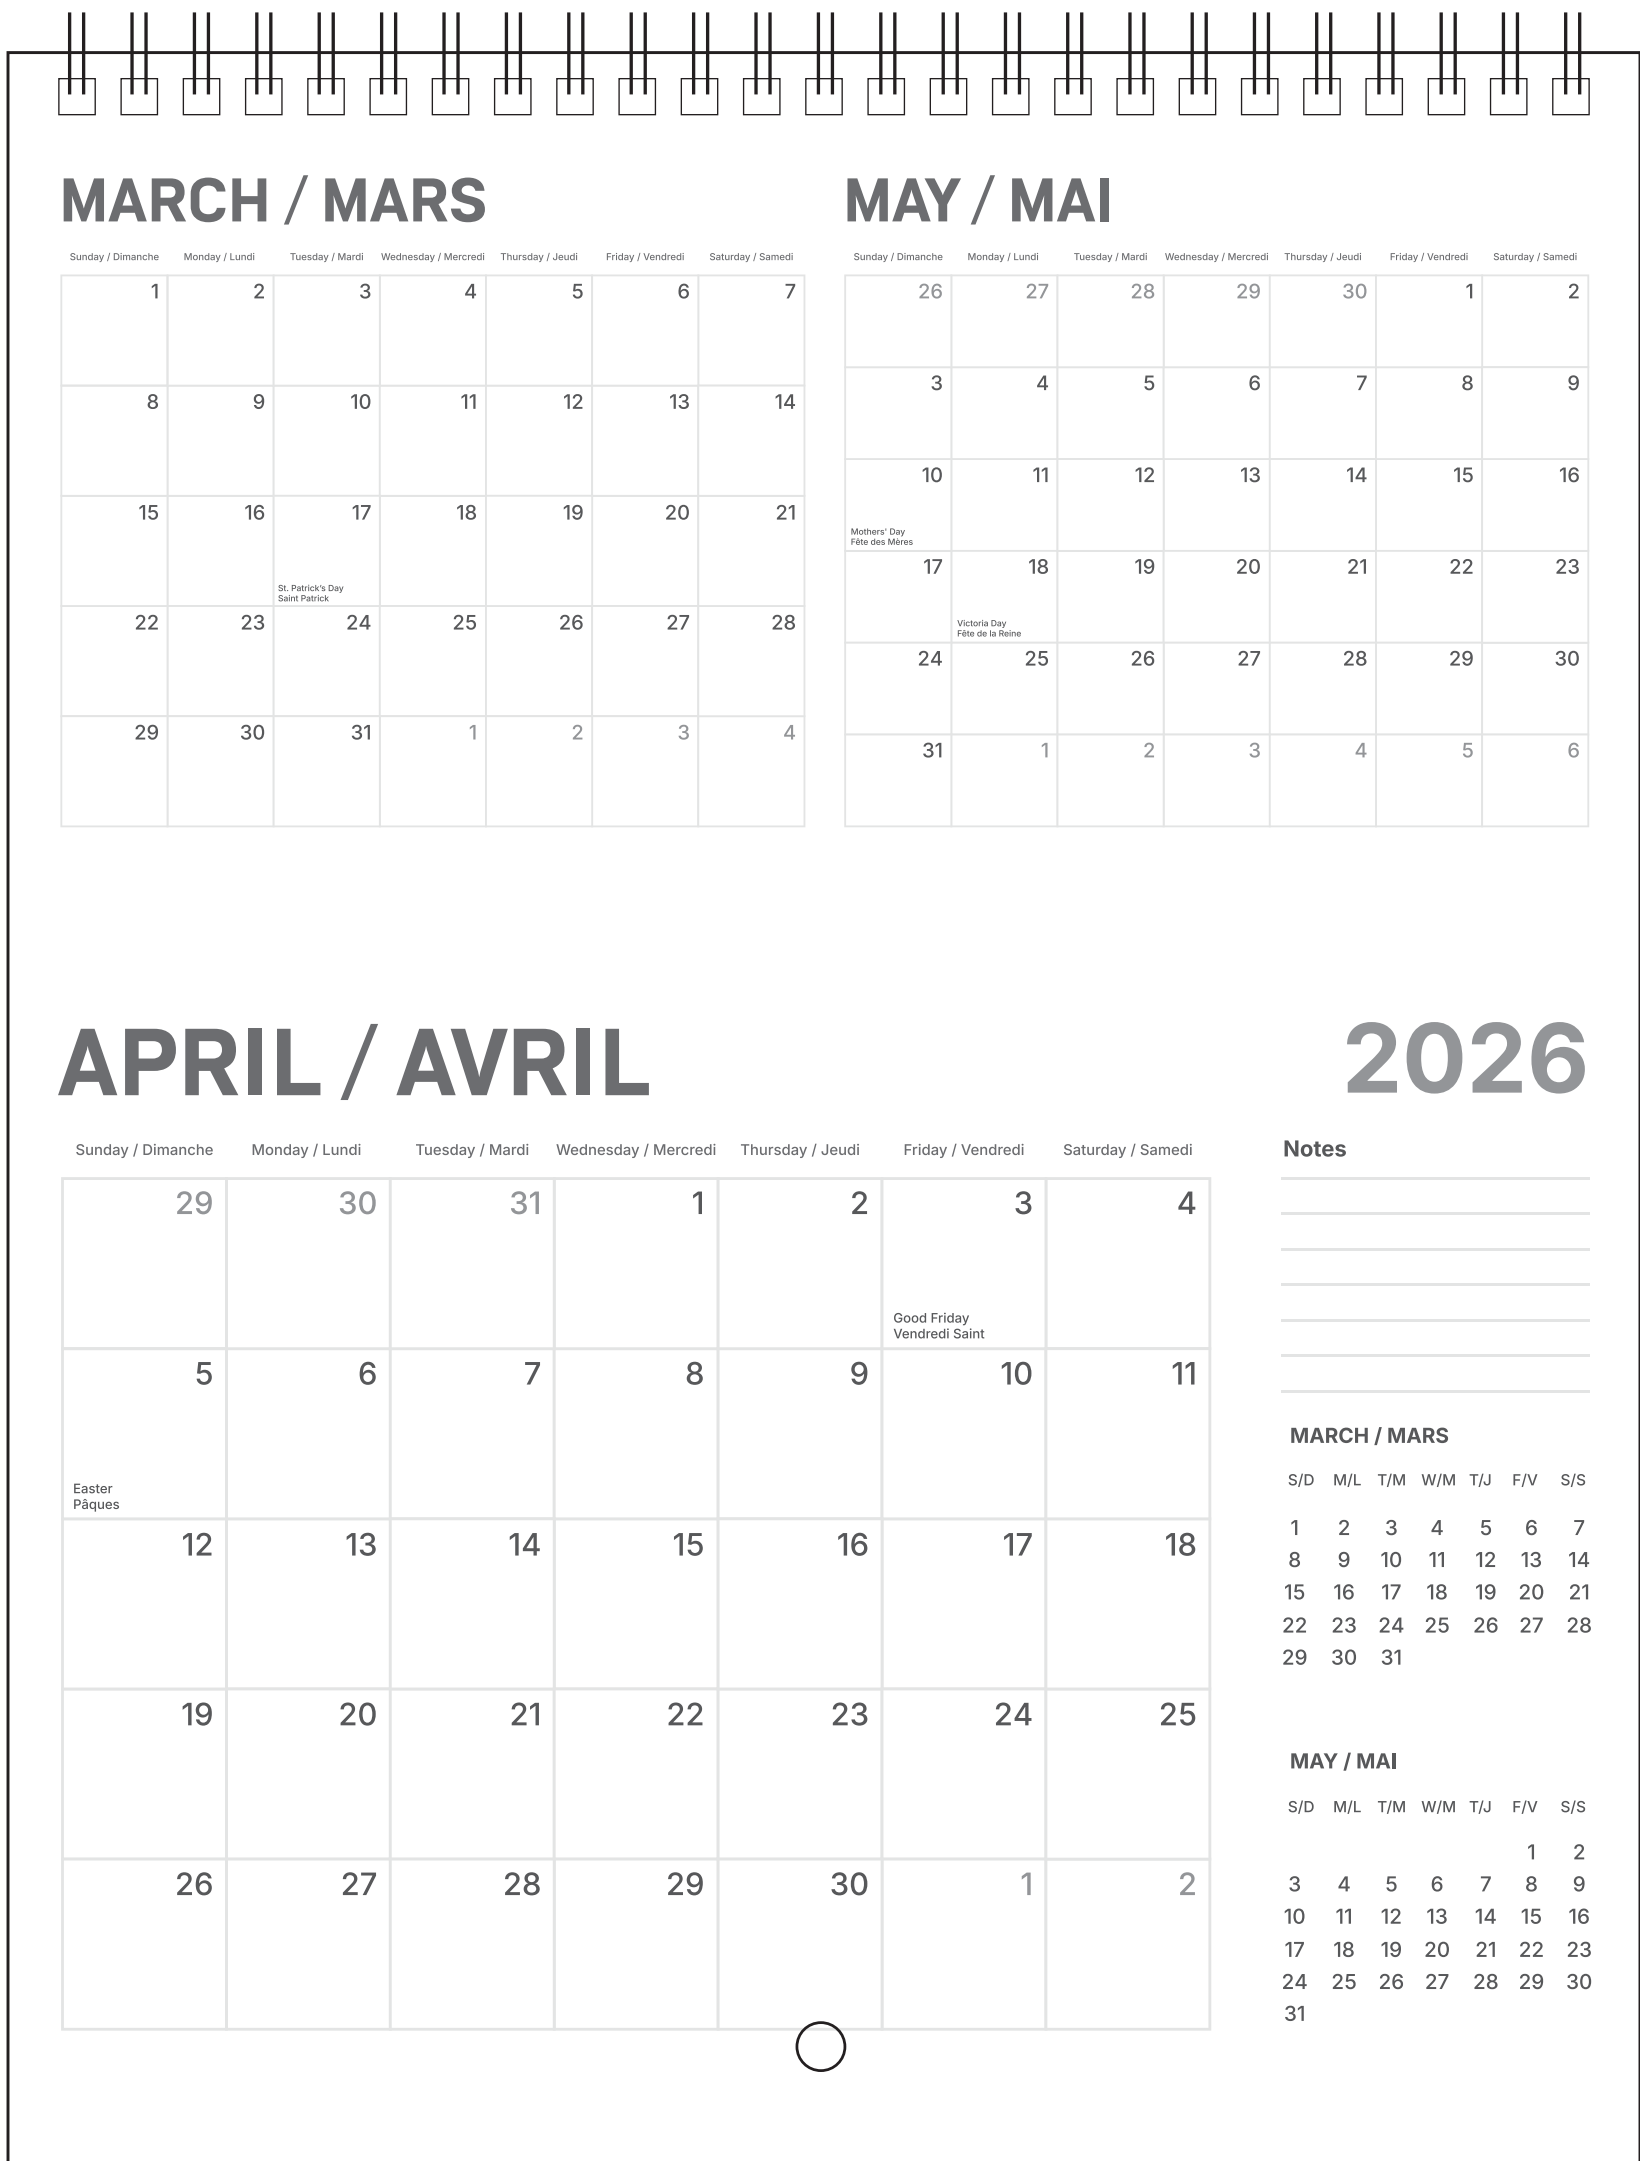 MARCH / MARS
Sunday / Dimanche Monday / Lundi Tuesday / Mardi Wednesday / Mercredi Thursday / Jeudi Friday / Vendredi Saturday / Samedi
1 2 3 4 5 6 7
8 9 10 11 12 13 14
15 16 17 18 19 20 21
St. Patrick's Day
Saint Patrick
22 23 24 25 26 27 28
29 30 31 1 2 3 4
MAY / MAI
Sunday / Dimanche Monday / Lundi Tuesday / Mardi Wednesday / Mercredi Thursday / Jeudi Friday / Vendredi Saturday / Samedi
26 27 28 29 30 1 2
3 4 5 6 7 8 9
10 11 12 13 14 15 16
Mothers' Day
Fête des Mères
17 18 19 20 21 22 23
Victoria Day
Fête de la Reine
24 25 26 27 28 29 30
31 1 2 3 4 5 6
APRIL / AVRIL
2026
Sunday / Dimanche Monday / Lundi Tuesday / Mardi Wednesday / Mercredi Thursday / Jeudi Friday / Vendredi Saturday / Samedi
29 30 31 1 2 3 4
Good Friday
Vendredi Saint
5 6 7 8 9 10 11
Easter
Pâques
12 13 14 15 16 17 18
19 20 21 22 23 24 25
26 27 28 29 30 1 2
Notes
MARCH / MARS
S/D M/L T/M W/M T/J F/V S/S
1 2 3 4 5 6 7
8 9 10 11 12 13 14
15 16 17 18 19 20 21
22 23 24 25 26 27 28
29 30 31
MAY / MAI
S/D M/L T/M W/M T/J F/V S/S
1 2
3 4 5 6 7 8 9
10 11 12 13 14 15 16
17 18 19 20 21 22 23
24 25 26 27 28 29 30
31